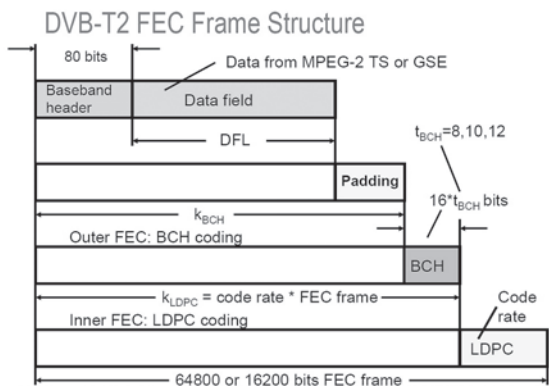 DVB-T2 FEC Frame Structure
80 bits
Data from MPEG-2 TS or GSE
Baseband
header
Data field
DFL
t_BCH=8,10,12
Padding
16*t_BCH bits
k_BCH
Outer FEC: BCH coding
BCH
k_LDPC = code rate * FEC frame
Code
rate
Inner FEC: LDPC coding
LDPC
64800 or 16200 bits FEC frame